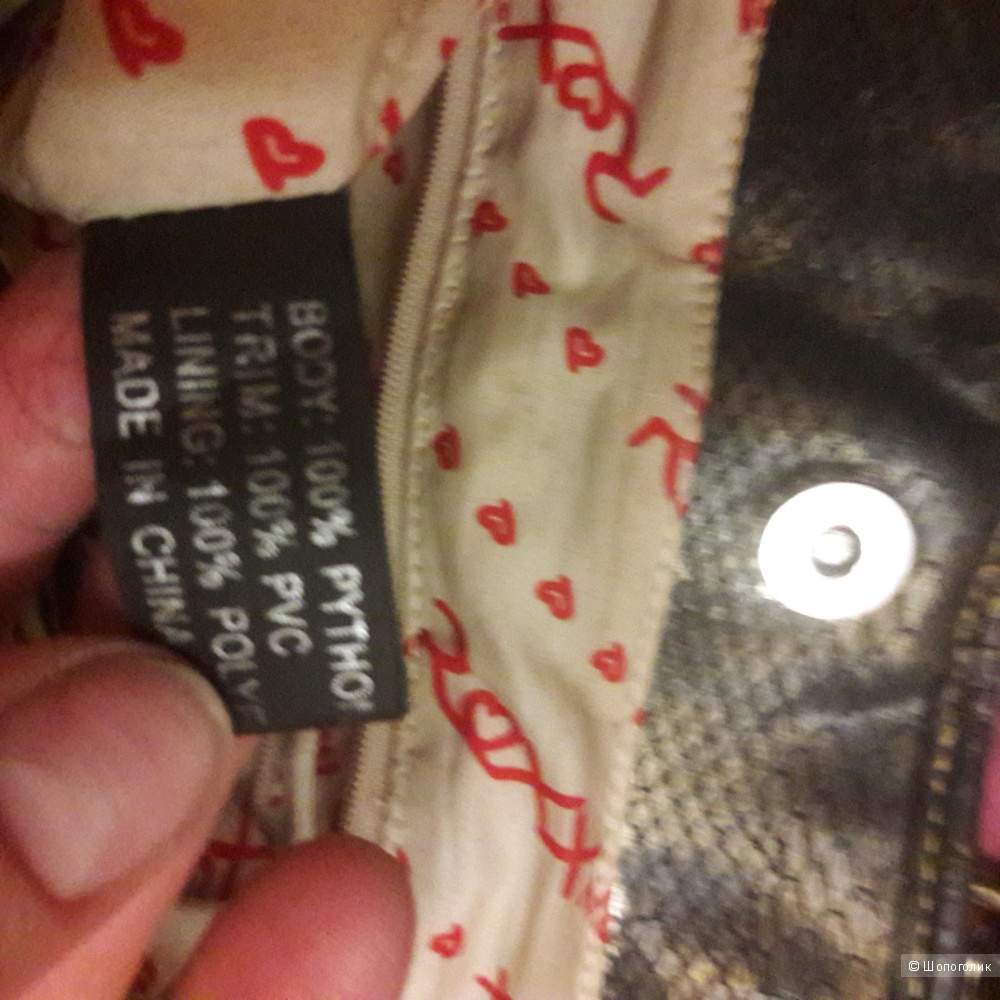 BODY: 100% PYTHO
TRIM: 100% PVC
LINING: 100% POLYE
MADE IN CHINA
© Шопоголик